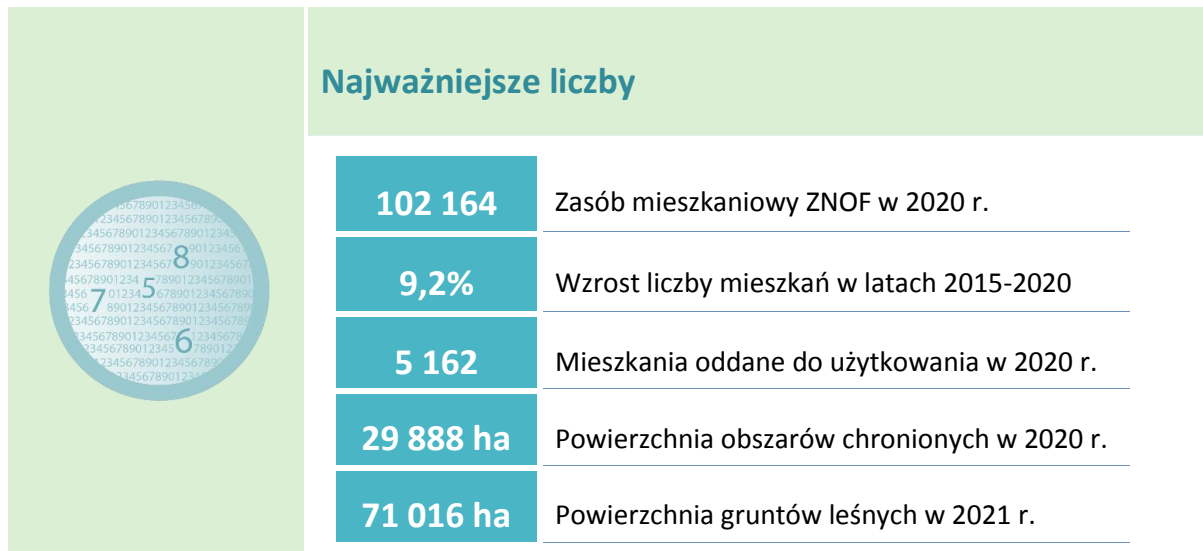 Najważniejsze liczby
102 164 Zasób mieszkaniowy ZNOF w 2020 r.
9,2% Wzrost liczby mieszkań w latach 2015-2020
5 162 Mieszkania oddane do użytkowania w 2020 r.
29 888 ha Powierzchnia obszarów chronionych w 2020 r.
71 016 ha Powierzchnia gruntów leśnych w 2021 r.